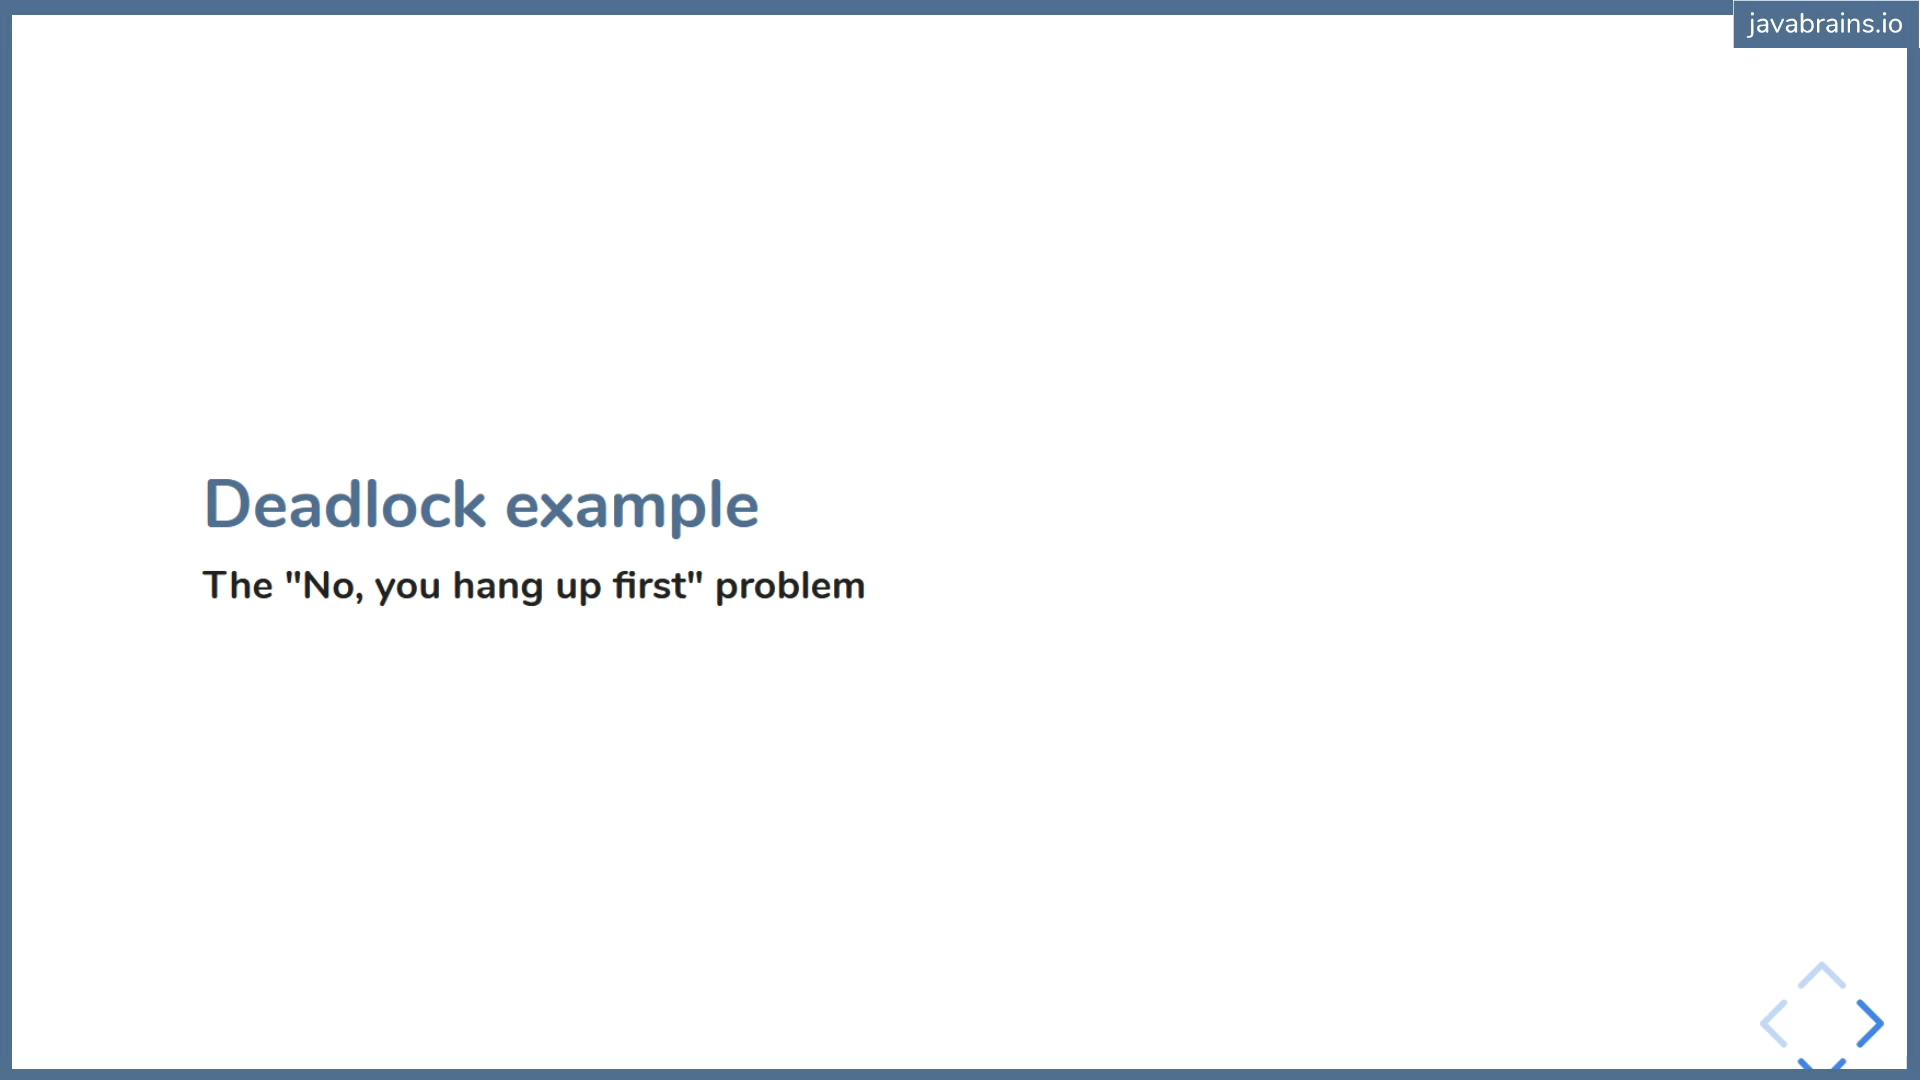 javabrains.io
Deadlock example
The "No, you hang up first" problem